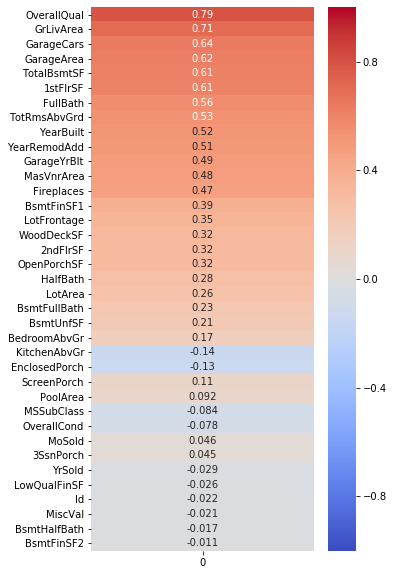 OverallQual 0.79
GrLivArea 0.71
GarageCars 0.64
GarageArea 0.62
TotalBsmtSF 0.61
1stFlrSF 0.61
FullBath 0.56
TotRmsAbvGrd 0.53
YearBuilt 0.52
YearRemodAdd 0.51
GarageYrBlt 0.49
MasVnrArea 0.48
Fireplaces 0.47
BsmtFinSF1 0.39
LotFrontage 0.35
WoodDeckSF 0.32
2ndFlrSF 0.32
OpenPorchSF 0.32
HalfBath 0.28
LotArea 0.26
BsmtFullBath 0.23
BsmtUnfSF 0.21
BedroomAbvGr 0.17
KitchenAbvGr -0.14
EnclosedPorch -0.13
ScreenPorch 0.11
PoolArea 0.092
MSSubClass -0.084
OverallCond -0.078
MoSold 0.046
3SsnPorch 0.045
YrSold -0.029
LowQualFinSF -0.026
Id -0.022
MiscVal -0.021
BsmtHalfBath -0.017
BsmtFinSF2 -0.011
0
0.8
0.4
0.0
−0.4
−0.8